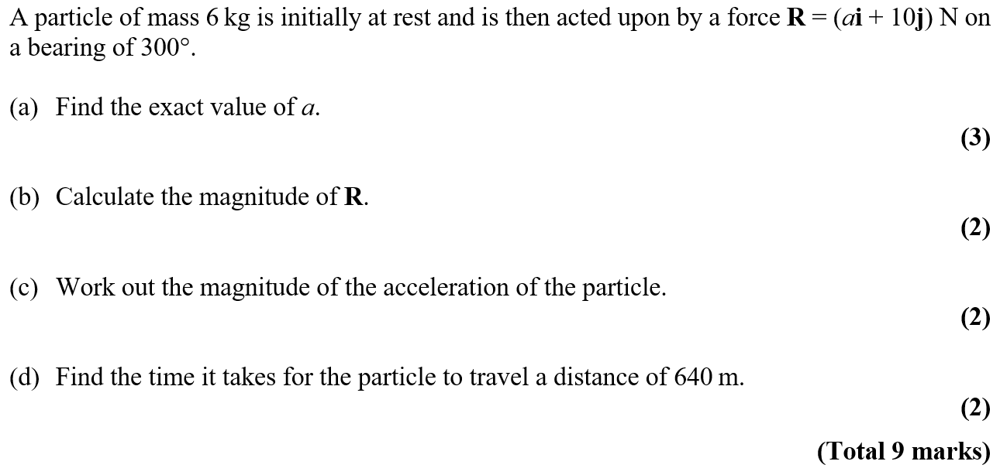 A particle of mass 6 kg is initially at rest and is then acted upon by a force R = (ai + 10j) N on
a bearing of 300°.
(a) Find the exact value of a.
(3)
(b) Calculate the magnitude of R.
(2)
(c) Work out the magnitude of the acceleration of the particle.
(2)
(d) Find the time it takes for the particle to travel a distance of 640 m.
(2)
(Total 9 marks)